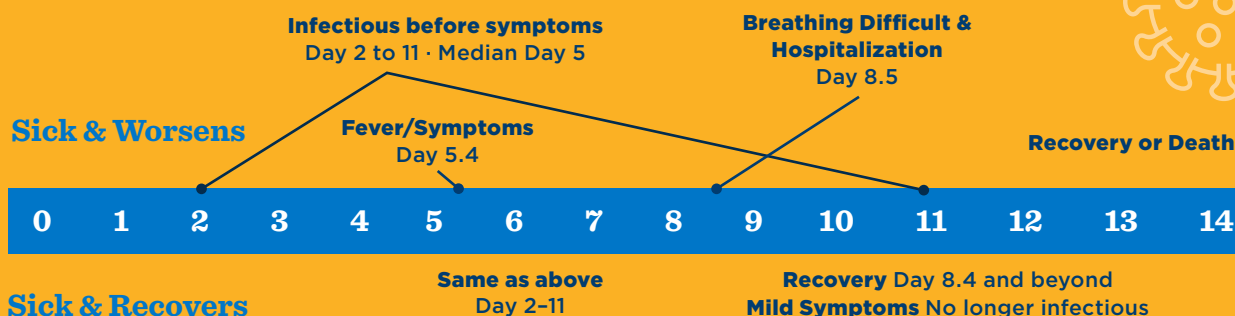 Infectious before symptoms
Day 2 to 11 · Median Day 5
Breathing Difficult &
Hospitalization
Day 8.5
Sick & Worsens
Fever/Symptoms
Day 5.4
Recovery or Death
0 1 2 3 4 5 6 7 8 9 10 11 12 13 14
Same as above
Day 2–11
Recovery Day 8.4 and beyond
Mild Symptoms No longer infectious
Sick & Recovers